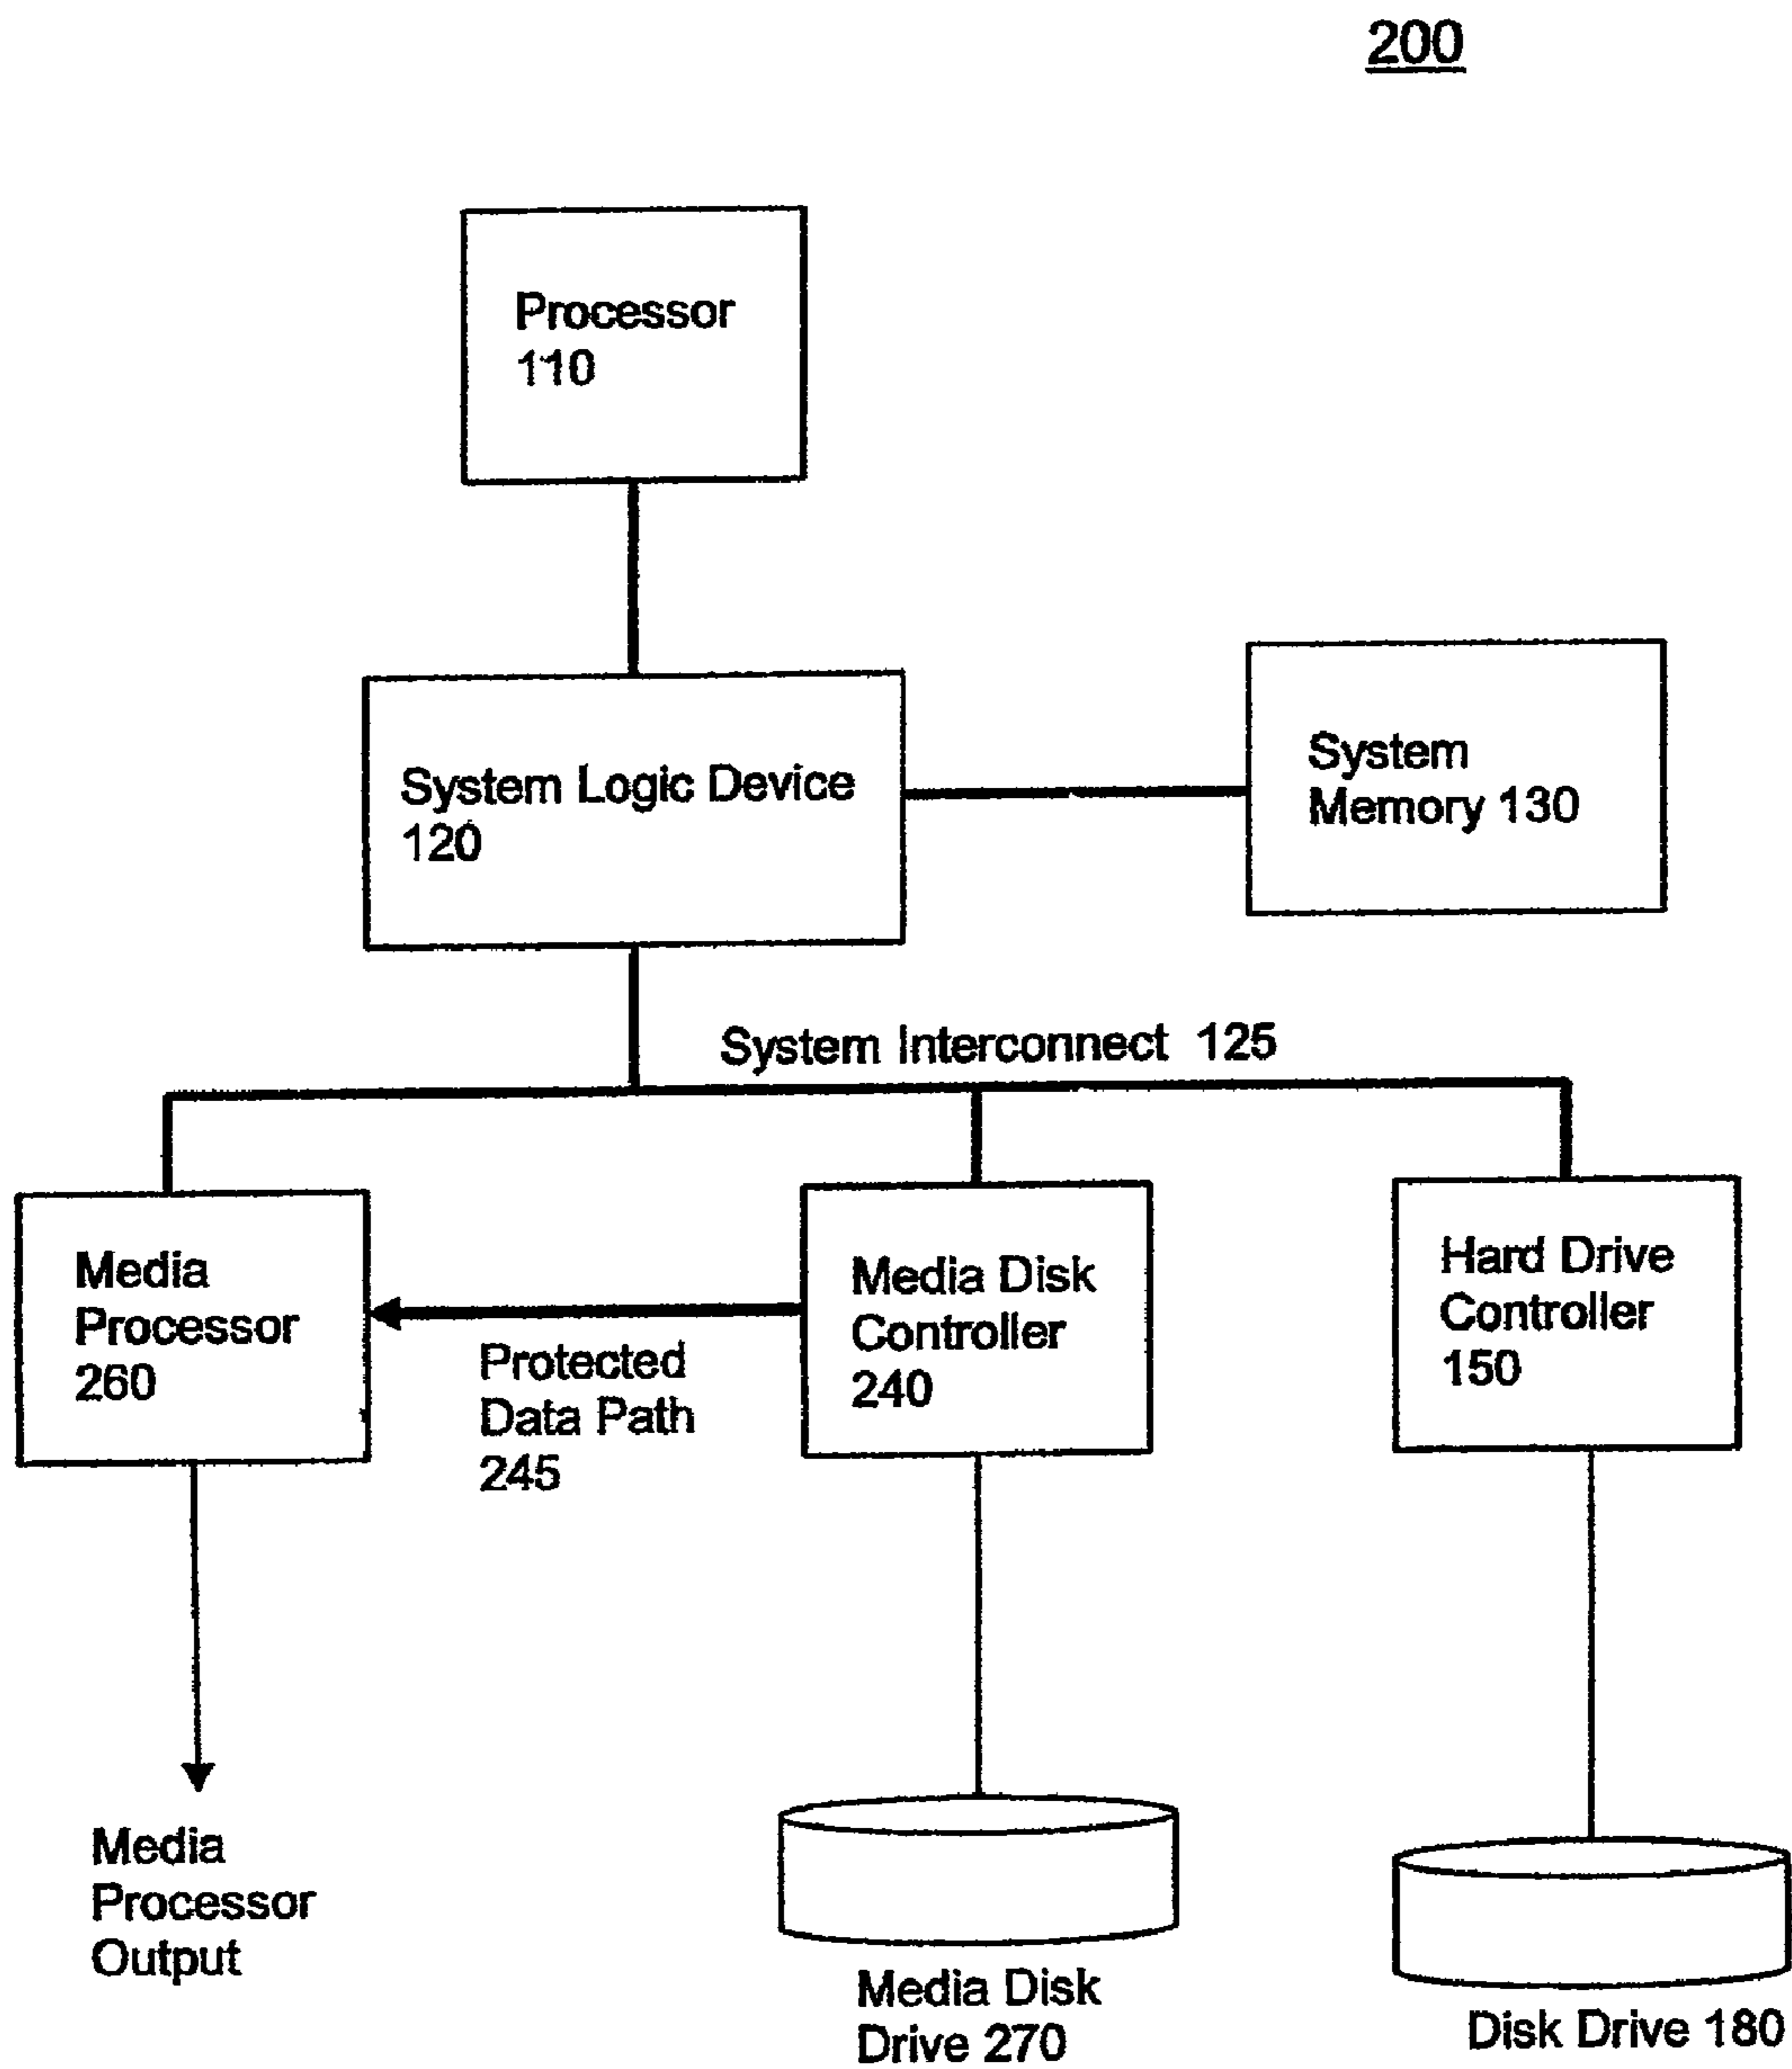 200
Processor
110
System Logic Device
120
System
Memory 130
System Interconnect 125
Media
Processor
260
Protected
Data Path
245
Media Disk
Controller
240
Hard Drive
Controller
150
Media
Processor
Output
Media Disk
Drive 270
Disk Drive 180